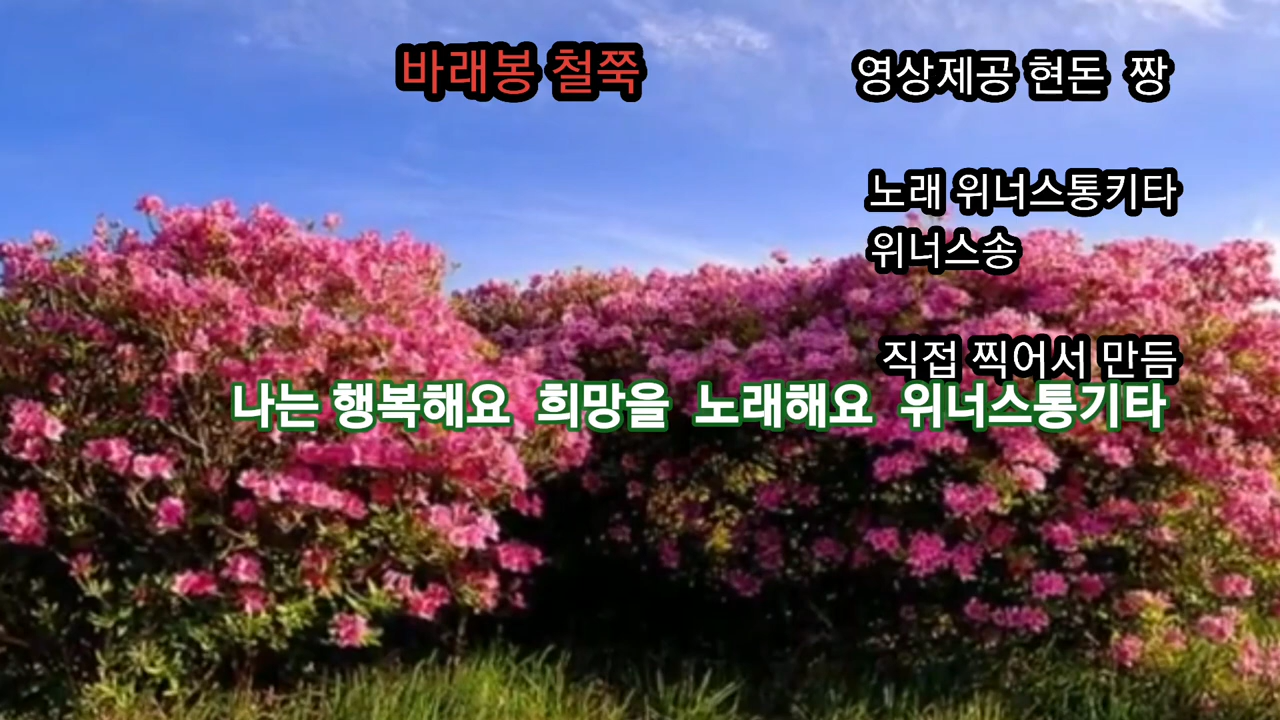 바래봉 철쭉
영상제공 현돈 짱
노래 위너스통키타
위너스송
직접 찍어서 만듬
나는 행복해요 희망을 노래해요 위너스통기타